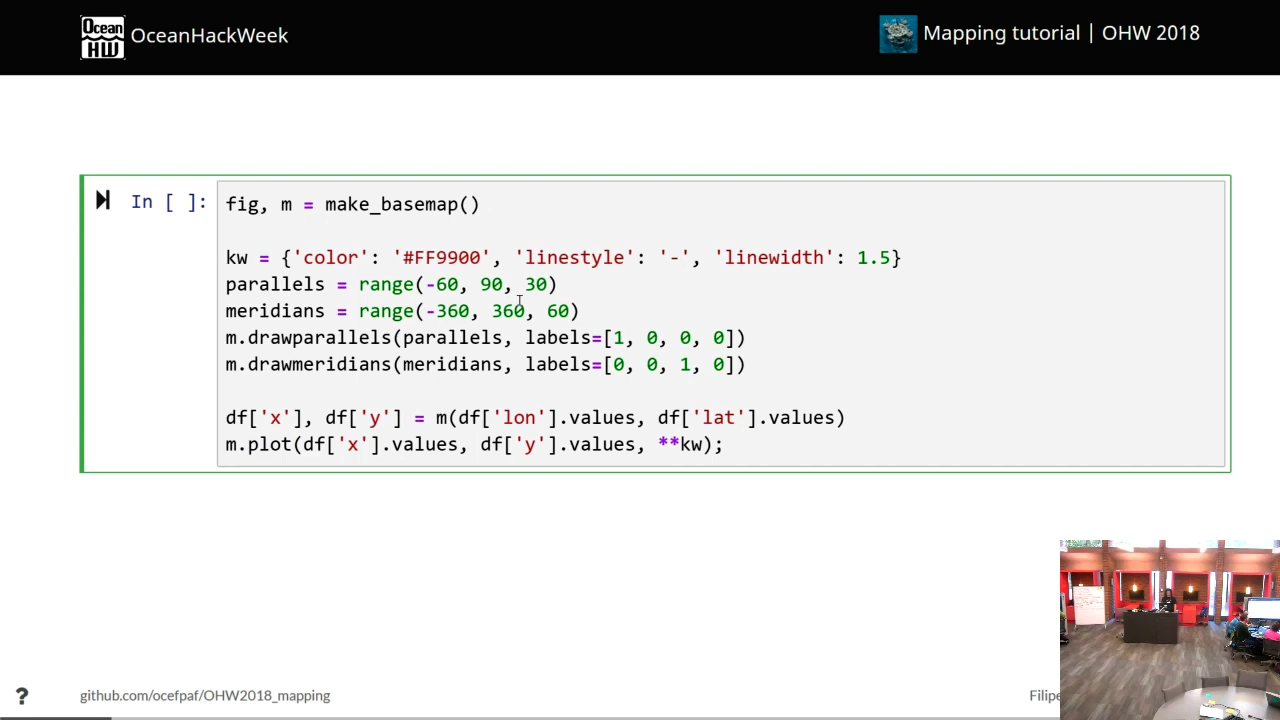 Ocean
HW
OceanHackWeek
Mapping tutorial | OHW 2018
In [ ]:
fig, m = make_basemap()
kw = {'color': '#FF9900', 'linestyle': '-', 'linewidth': 1.5}
parallels = range(-60, 90, 30)
meridians = range(-360, 360, 60)
m.drawparallels(parallels, labels=[1, 0, 0, 0])
m.drawmeridians(meridians, labels=[0, 0, 1, 0])
df['x'], df['y'] = m(df['lon'].values, df['lat'].values)
m.plot(df['x'].values, df['y'].values, **kw);
?
github.com/ocefpaf/OHW2018_mapping
Filipe